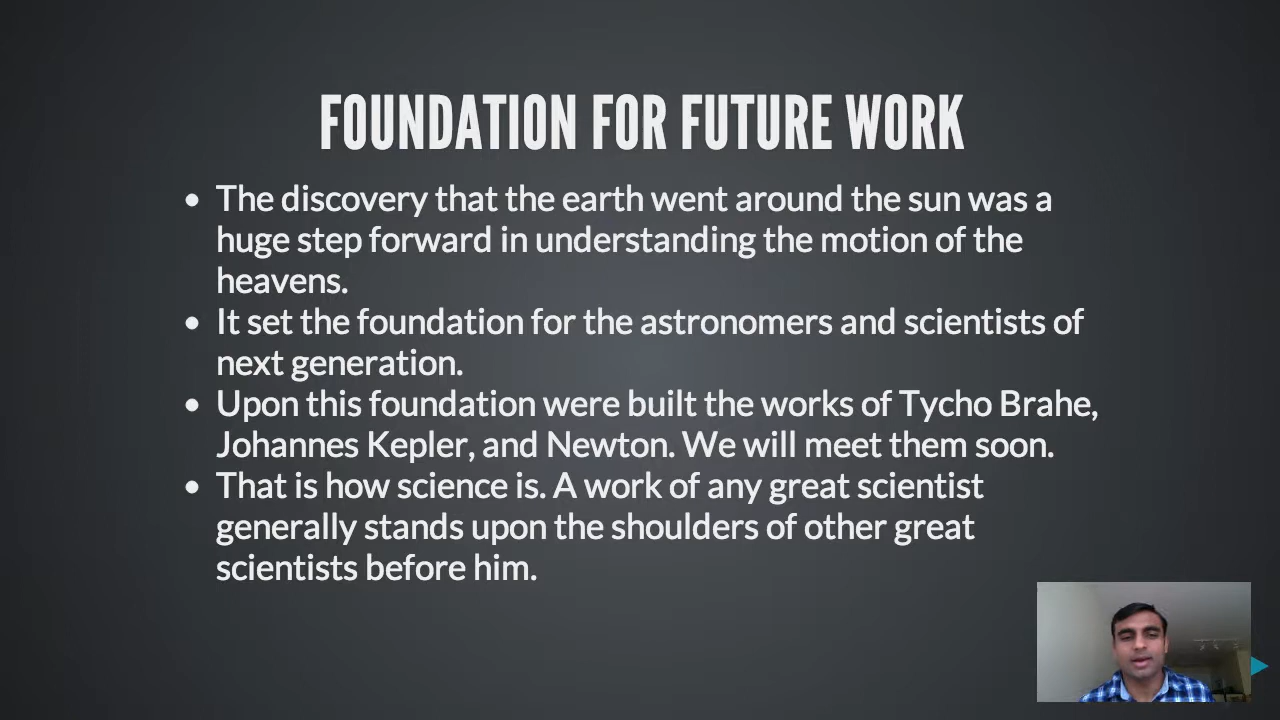 FOUNDATION FOR FUTURE WORK
• The discovery that the earth went around the sun was a
huge step forward in understanding the motion of the
heavens.
• It set the foundation for the astronomers and scientists of
next generation.
• Upon this foundation were built the works of Tycho Brahe,
Johannes Kepler, and Newton. We will meet them soon.
• That is how science is. A work of any great scientist
generally stands upon the shoulders of other great
scientists before him.